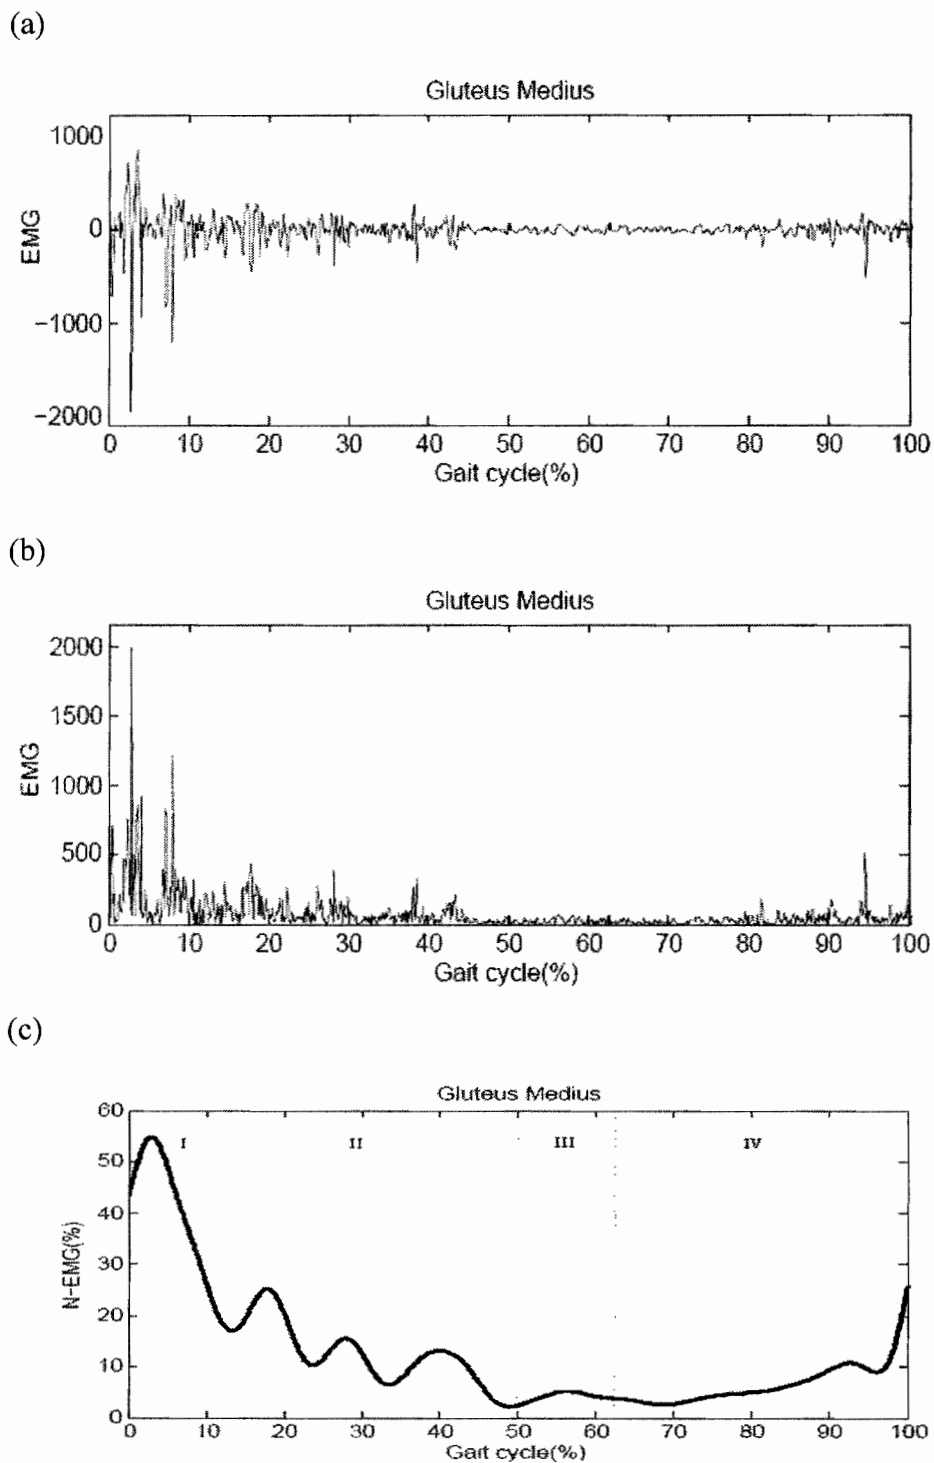 (a)
Gluteus Medius
1000
0
−1000
−2000
EMG
0 10 20 30 40 50 60 70 80 90 100
Gait cycle(%)
(b)
Gluteus Medius
2000
1500
1000
500
0
EMG
0 10 20 30 40 50 60 70 80 90 100
Gait cycle(%)
(c)
Gluteus Medius
60
50
40
30
20
10
0
N-EMG(%)
I II III IV
0 10 20 30 40 50 60 70 80 90 100
Gait cycle(%)